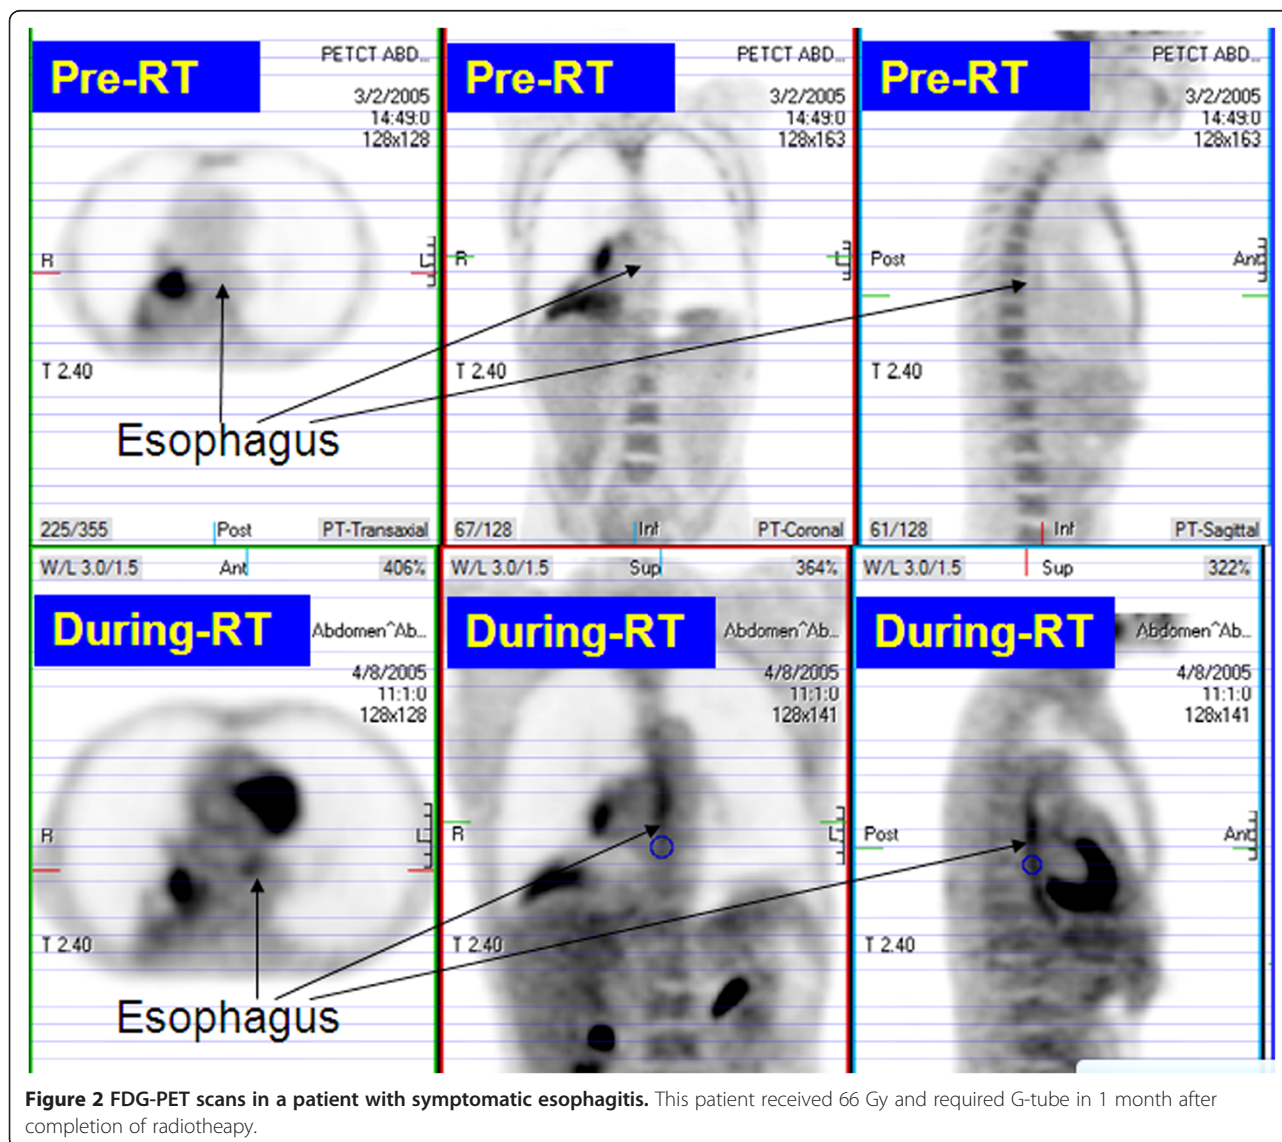 Pre-RT
PETCT ABD...
3/2/2005
14:49:0
128x128
R
L
T 2.40
225/355
Post
PT-Transaxial
Pre-RT
PETCT ABD...
3/2/2005
14:49:0
128x163
R
L
T 2.40
67/128
Inf
PT-Coronal
Pre-RT
PETCT ABD...
3/2/2005
14:49:0
128x163
Post
Ant
T 2.40
61/128
Inf
PT-Sagittal
Esophagus
W/L 3.0/1.5
Ant
406%
During-RT
Abdomen^Ab...
4/8/2005
11:1:0
128x128
R
L
T 2.40
W/L 3.0/1.5
Sup
364%
During-RT
Abdomen^Ab...
4/8/2005
11:1:0
128x141
R
L
T 2.40
W/L 3.0/1.5
Sup
322%
During-RT
Abdomen^Ab...
4/8/2005
11:1:0
128x141
Post
Ant
T 2.40
Esophagus
Figure 2 FDG-PET scans in a patient with symptomatic esophagitis. This patient received 66 Gy and required G-tube in 1 month after
completion of radiotheapy.